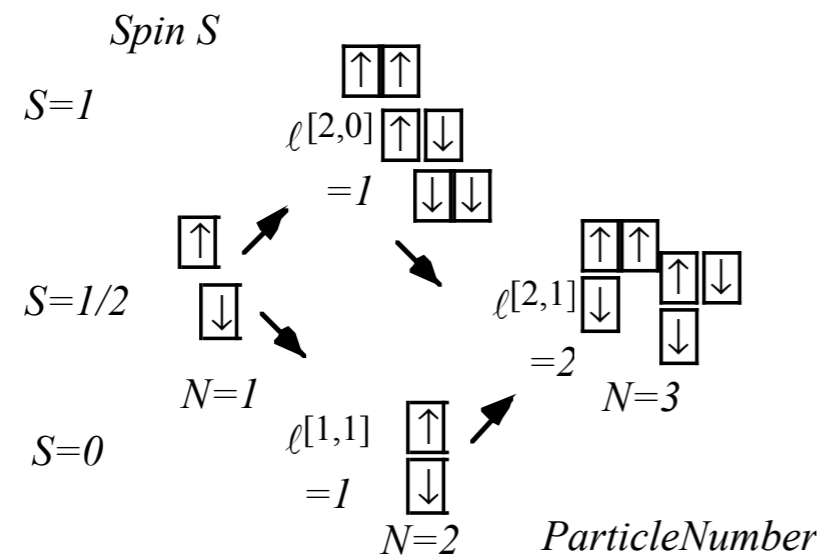 Spin S
S=1
↑ ↑
ℓ[2,0] ↑ ↓
=1 ↓ ↓
↑
↑ ↑
S=1/2
↓
ℓ[2,1] ↓
↑ ↓
=2
↓
N=1
N=3
S=0
ℓ[1,1] ↑
=1 ↓
N=2
ParticleNumber